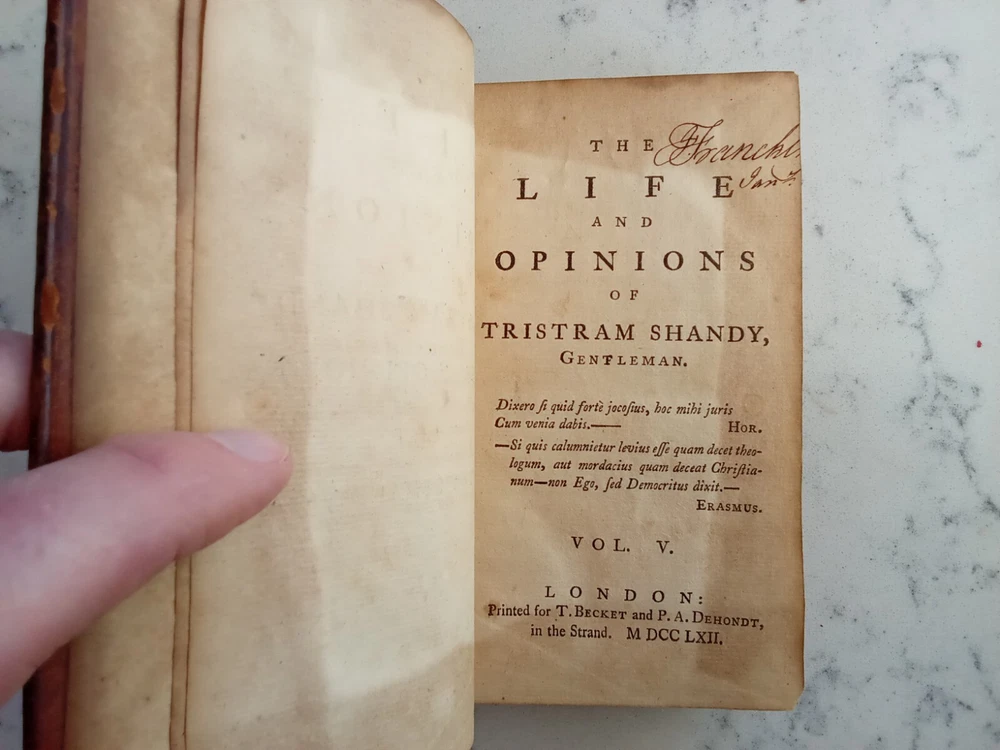 THE
LIFE
AND
OPINIONS
OF
TRISTRAM SHANDY,
GENTLEMAN.
Dixero ſi quid fortè jocoſius, hoc mihi juris
Cum venia dabis.—— HOR.
—Si quis calumnietur levius eſſe quam decet theo-
logum, aut mordacius quam deceat Chriſtia-
num—non Ego, ſed Democritus dixit.—
ERASMUS.
VOL. V.
LONDON:
Printed for T. BECKET and P. A. DEHONDT,
in the Strand. M DCC LXII.